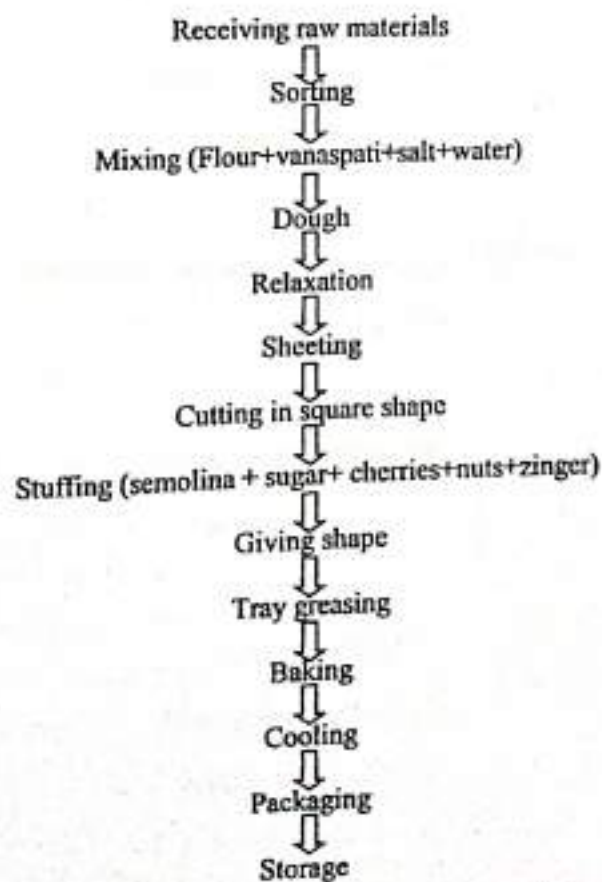 Receiving raw materials
Sorting
Mixing (Flour+vanaspati+salt+water)
Dough
Relaxation
Sheeting
Cutting in square shape
Stuffing (semolina + sugar+ cherries+nuts+zinger)
Giving shape
Tray greasing
Baking
Cooling
Packaging
Storage